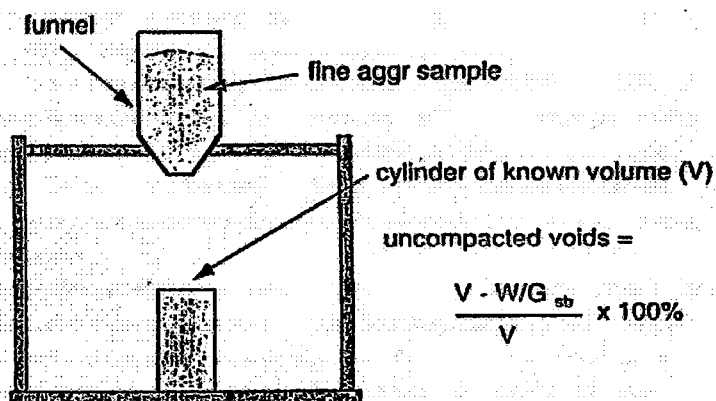 funnel
fine aggr sample
cylinder of known volume (V)
uncompacted voids =
V - W/G sb
V
x 100%